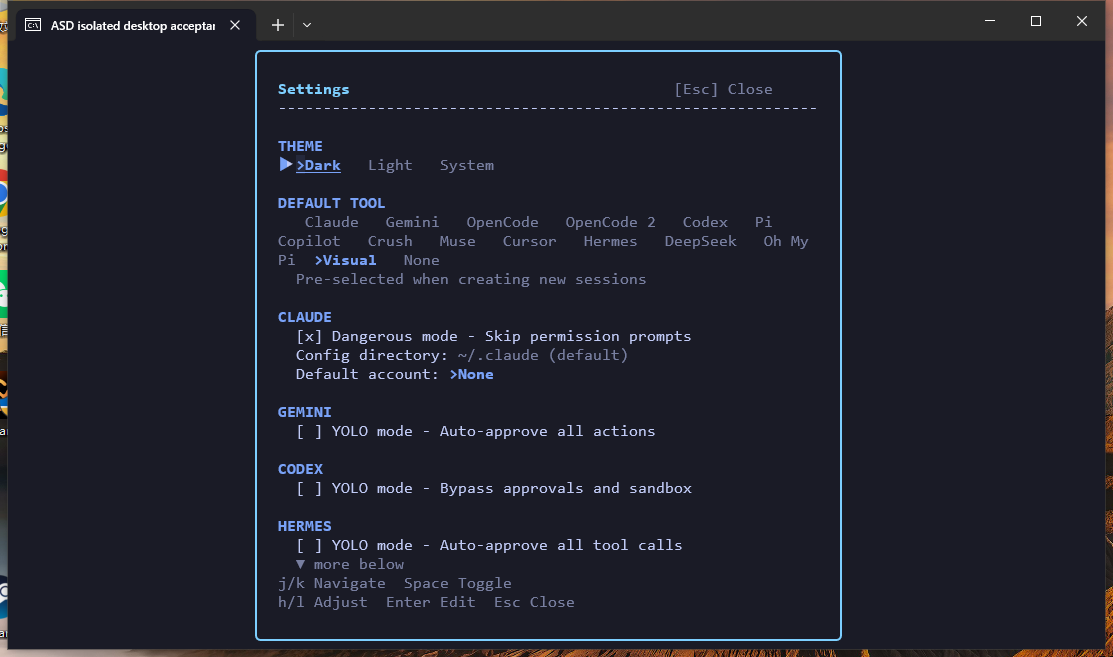 ASD isolated desktop acceptar
Settings [Esc] Close
------------------------------------------------------------
THEME
>Dark Light System
DEFAULT TOOL
Claude Gemini OpenCode OpenCode 2 Codex Pi
Copilot Crush Muse Cursor Hermes DeepSeek Oh My
Pi >Visual None
Pre-selected when creating new sessions
CLAUDE
[x] Dangerous mode - Skip permission prompts
Config directory: ~/.claude (default)
Default account: >None
GEMINI
[ ] YOLO mode - Auto-approve all actions
CODEX
[ ] YOLO mode - Bypass approvals and sandbox
HERMES
[ ] YOLO mode - Auto-approve all tool calls
▼ more below
j/k Navigate Space Toggle
h/l Adjust Enter Edit Esc Close